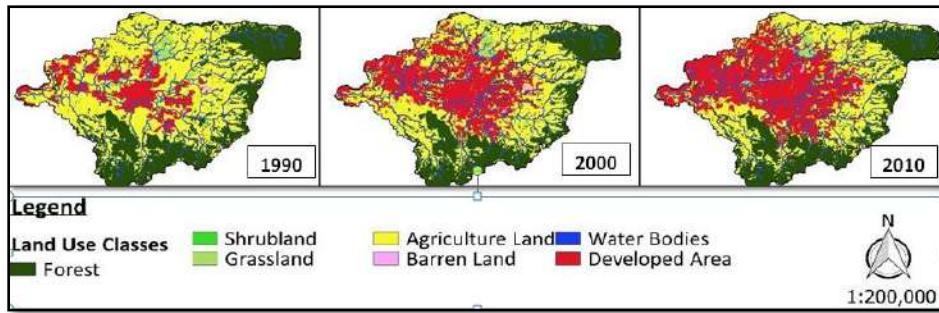 1990
2000
2010
Legend
Land Use Classes
Forest
Shrubland
Grassland
Agriculture Land
Barren Land
Water Bodies
Developed Area
N
1:200,000